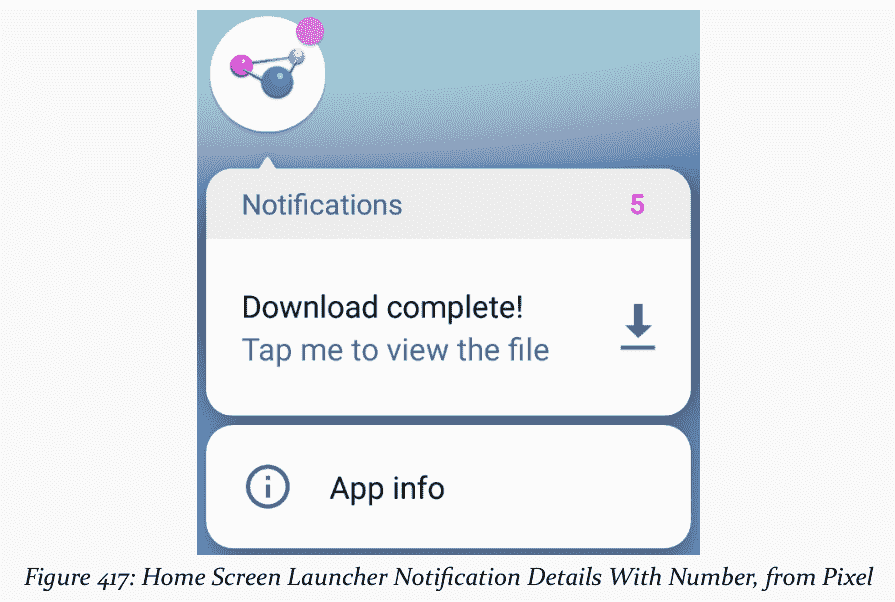 Notifications 5
Download complete!
Tap me to view the file
App info
Figure 417: Home Screen Launcher Notification Details With Number, from Pixel